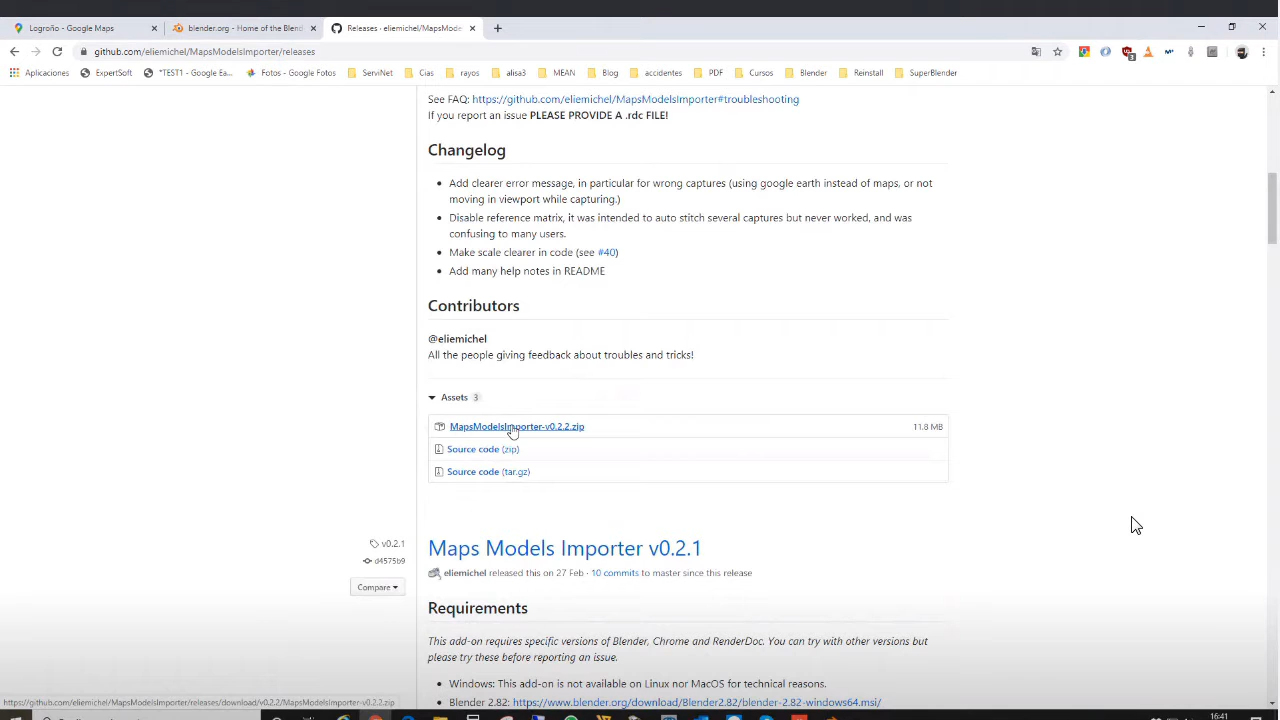 Logroño - Google Maps
blender.org - Home of the Blend
Releases · eliemichel/MapsMode
github.com/eliemichel/MapsModelsImporter/releases
3
Aplicaciones
ExpertSoft
*TEST1 - Google Ea...
Fotos - Google Fotos
ServiNet
Cias
rayos
alisa3
MEAN
Blog
accidentes
PDF
Cursos
Blender
Reinstall
SuperBlender
See FAQ: https://github.com/eliemichel/MapsModelsImporter#troubleshooting
If you report an issue PLEASE PROVIDE A .rdc FILE!
Changelog
Add clearer error message, in particular for wrong captures (using google earth instead of maps, or not
moving in viewport while capturing.)
Disable reference matrix, it was intended to auto stitch several captures but never worked, and was
confusing to many users.
Make scale clearer in code (see #40)
Add many help notes in README
Contributors
@eliemichel
All the people giving feedback about troubles and tricks!
Assets 3
MapsModelsImporter-v0.2.2.zip
11.8 MB
Source code (zip)
Source code (tar.gz)
v0.2.1
d4575b9
Compare
Maps Models Importer v0.2.1
eliemichel released this on 27 Feb · 10 commits to master since this release
Requirements
This add-on requires specific versions of Blender, Chrome and RenderDoc. You can try with other versions but
please try these before reporting an issue.
Windows: This add-on is not available on Linux nor MacOS for technical reasons.
Blender 2.82: https://www.blender.org/download/Blender2.82/blender-2.82-windows64.msi/
https://github.com/eliemichel/MapsModelsImporter/releases/download/v0.2.2/MapsModelsImporter-v0.2.2.zip
16:41